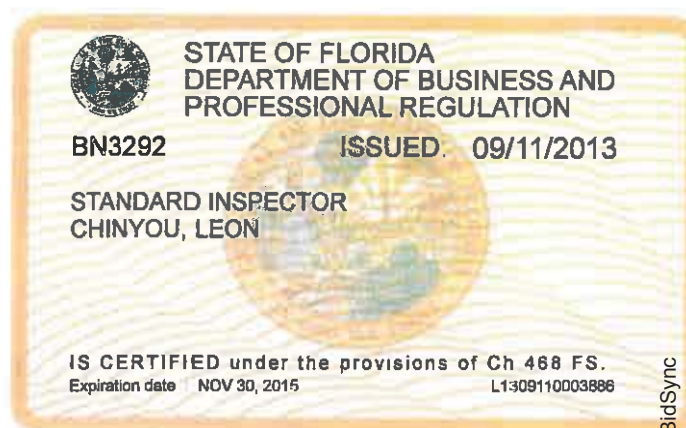 STATE OF FLORIDA
DEPARTMENT OF BUSINESS AND
PROFESSIONAL REGULATION
BN3292 ISSUED. 09/11/2013
STANDARD INSPECTOR
CHINYOU, LEON
IS CERTIFIED under the provisions of Ch 468 FS.
Expiration date NOV 30, 2015 L1309110003886
BidSync